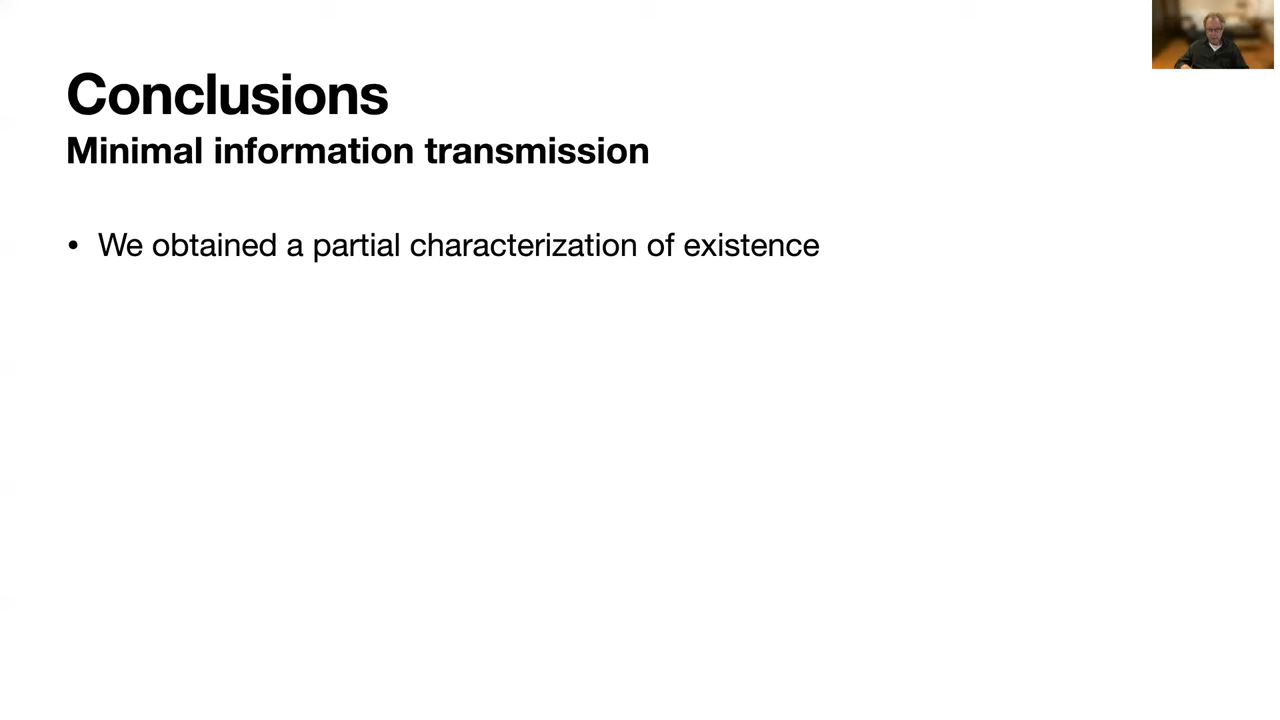 Conclusions
Minimal information transmission
• We obtained a partial characterization of existence